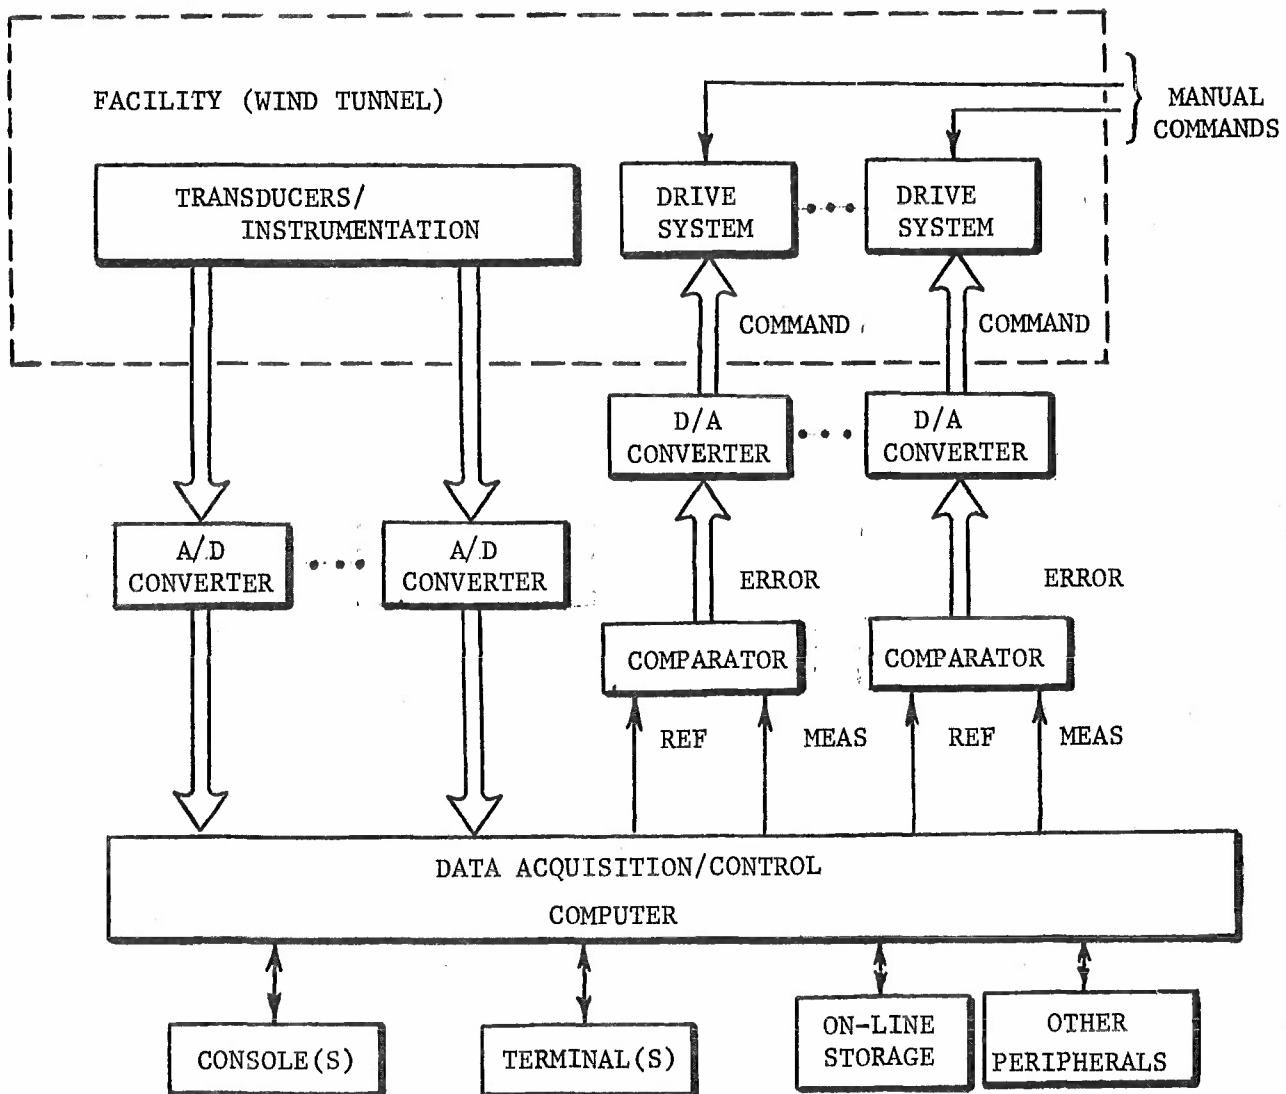 FACILITY (WIND TUNNEL)
MANUAL
COMMANDS
TRANSDUCERS/
INSTRUMENTATION
DRIVE
SYSTEM
DRIVE
SYSTEM
COMMAND
COMMAND
D/A
CONVERTER
D/A
CONVERTER
A/D
CONVERTER
A/D
CONVERTER
ERROR
ERROR
COMPARATOR
COMPARATOR
REF
MEAS
REF
MEAS
DATA ACQUISITION/CONTROL
COMPUTER
CONSOLE(S)
TERMINAL(S)
ON-LINE
STORAGE
OTHER
PERIPHERALS